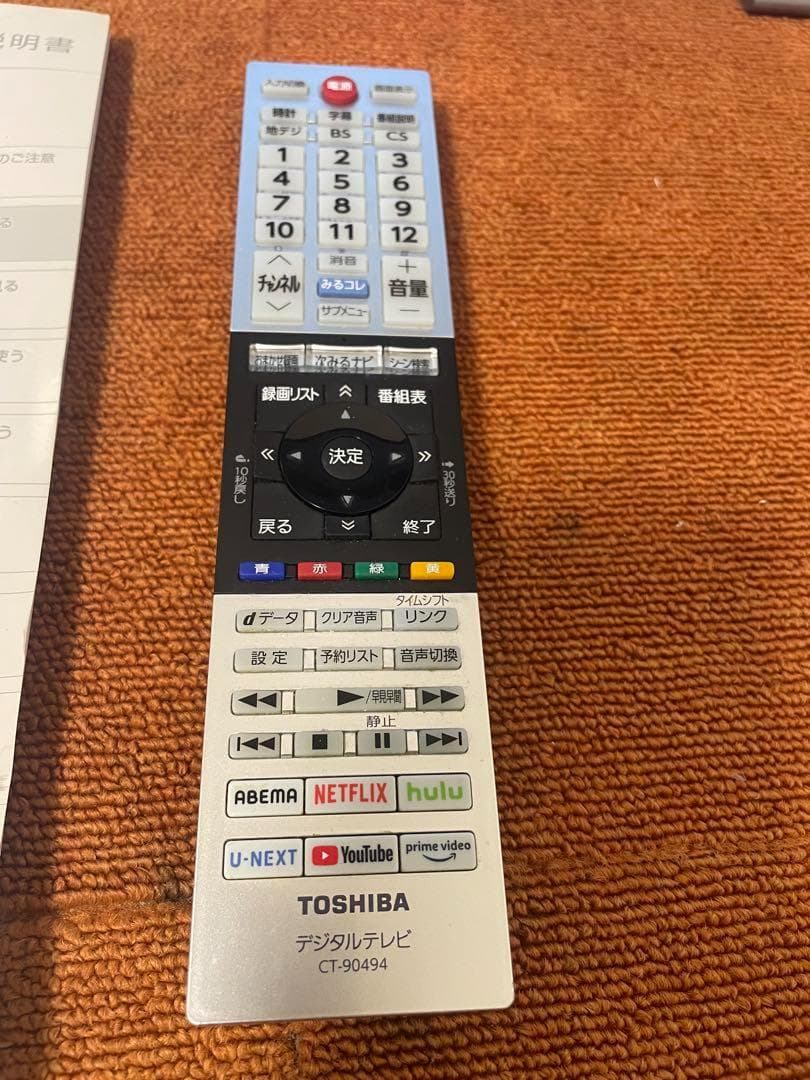 説明書
のご注意
る
見る
使う
う
入力切換 電源 画面表示
時計 字幕 番組説明
地デジ BS CS
1 2 3
4 5 6
7 8 9
10 11 12
消音
チャンネル みるコレ 音量
サブメニュー
おまかせ録画 次みるナビ シーン検索
録画リスト 番組表
決定
10秒戻し 30秒送り
戻る 終了
青 赤 緑 黄
タイムシフト
dデータ クリア音声 リンク
設定 予約リスト 音声切換
/早見早聞
静止
ABEMA NETFLIX hulu
U-NEXT YouTube prime video
TOSHIBA
デジタルテレビ
CT-90494